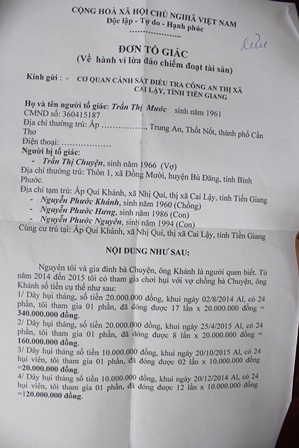 CỘNG HOÀ XÃ HỘI CHỦ NGHĨA VIỆT NAM
Độc lập - Tự do - Hạnh phúc
ĐƠN TỐ GIÁC
(Về hành vi lừa đảo chiếm đoạt tài sản)
Kính gửi: - CƠ QUAN CẢNH SÁT ĐIỀU TRA CÔNG AN THỊ XÃ
CAI LẬY, TỈNH TIỀN GIANG
Họ và tên người tố giác: Trần Thị Mước sinh năm 1961
CMND số: 360415187
Địa chỉ thường trú: Ấp ..................., Trung An, Thốt Nốt, thành phố Cần
Thơ
Điện thoại: ...................
Người bị tố giác:
- Trần Thị Chuyện, sinh năm 1966 (Vợ)
Địa chỉ thường trú: Thôn 1, xã Đồng Mười, huyện Bù Đăng, tỉnh Bình
Phước.
Địa chỉ tạm trú: Ấp Quí Khánh, xã Nhị Quí, thị xã Cai Lậy, Tiền Giang
- Nguyễn Phước Khánh, sinh năm 1960 (Chồng)
- Nguyễn Phước Hưng, sinh năm 1986 (Con)
- Nguyễn Phước Nguyên, sinh năm 1994 (Con)
Cùng cư trú tại: Ấp Quí Khánh, xã Nhị Quí, thị xã Cai Lậy, tỉnh Tiền Giang
NỘI DUNG NHƯ SAU:
Nguyên tôi và gia đình bà Chuyện, ông Khánh là người quen biết. Từ
năm 2014 đến 2015 tôi có tham gia chơi hụi với vợ chồng bà Chuyện, ông
Khánh số tiền cụ thể như sau:
1/ Dây hụi tháng, số tiền 20.000.000 đồng, khui ngày 02/8/2014 Al, có 24
phần, tôi tham gia 01 phần, đã đóng được 17 lần x 20.000.000 đồng =
340.000.000 đồng.
2/ Dây hụi tháng, số tiền 20.000.000 đồng, khui ngày 25/4/2015 Al, có 24
phần, tôi tham gia 01 phần, đã đóng được 8 lần x 20.000.000 đồng =
160.000.000 đồng.
3/ Dây hụi tháng số tiền 10.000.000 đồng, khui ngày 20/10/2015 Al, có 24
hụi viên, tôi tham gia 01 phần, đã đóng được 02 lần x 10.000.000 đồng
=20.000.000 đồng.
4/ Dây hụi tháng, số tiền 10.000.000 đồng, khui ngày 20/12/2014 Al, có 24
hụi viên, tôi tham gia 01 phần, đã đóng được 12 lần x 10.000.000 đồng
=120.000.000 đồng.